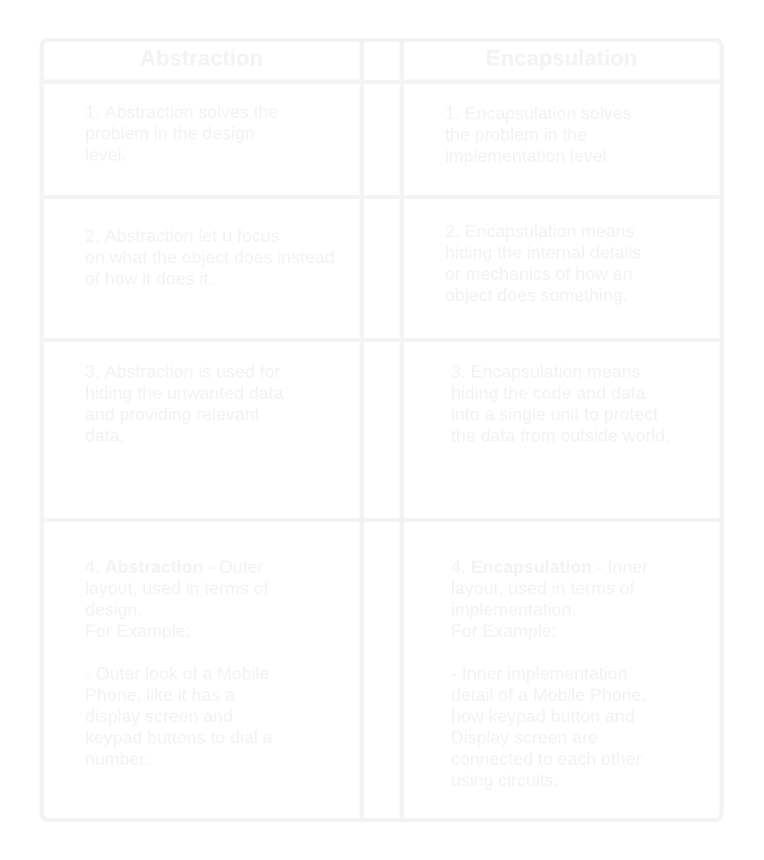 Abstraction
Encapsulation
1. Abstraction solves the
problem in the design
level.
1. Encapsulation solves
the problem in the
implementation level
2. Abstraction let u focus
on what the object does instead
of how it does it.
2. Encapsulation means
hiding the internal details
or mechanics of how an
object does something.
3. Abstraction is used for
hiding the unwanted data
and providing relevant
data.
3. Encapsulation means
hiding the code and data
into a single unit to protect
the data from outside world.
4. Abstraction - Outer
layout, used in terms of
design.
For Example:
- Outer look of a Mobile
Phone, like it has a
display screen and
keypad buttons to dial a
number.
4. Encapsulation - Inner
layout, used in terms of
implementation.
For Example:
- Inner implementation
detail of a Mobile Phone,
how keypad button and
Display screen are
connected to each other
using circuits.